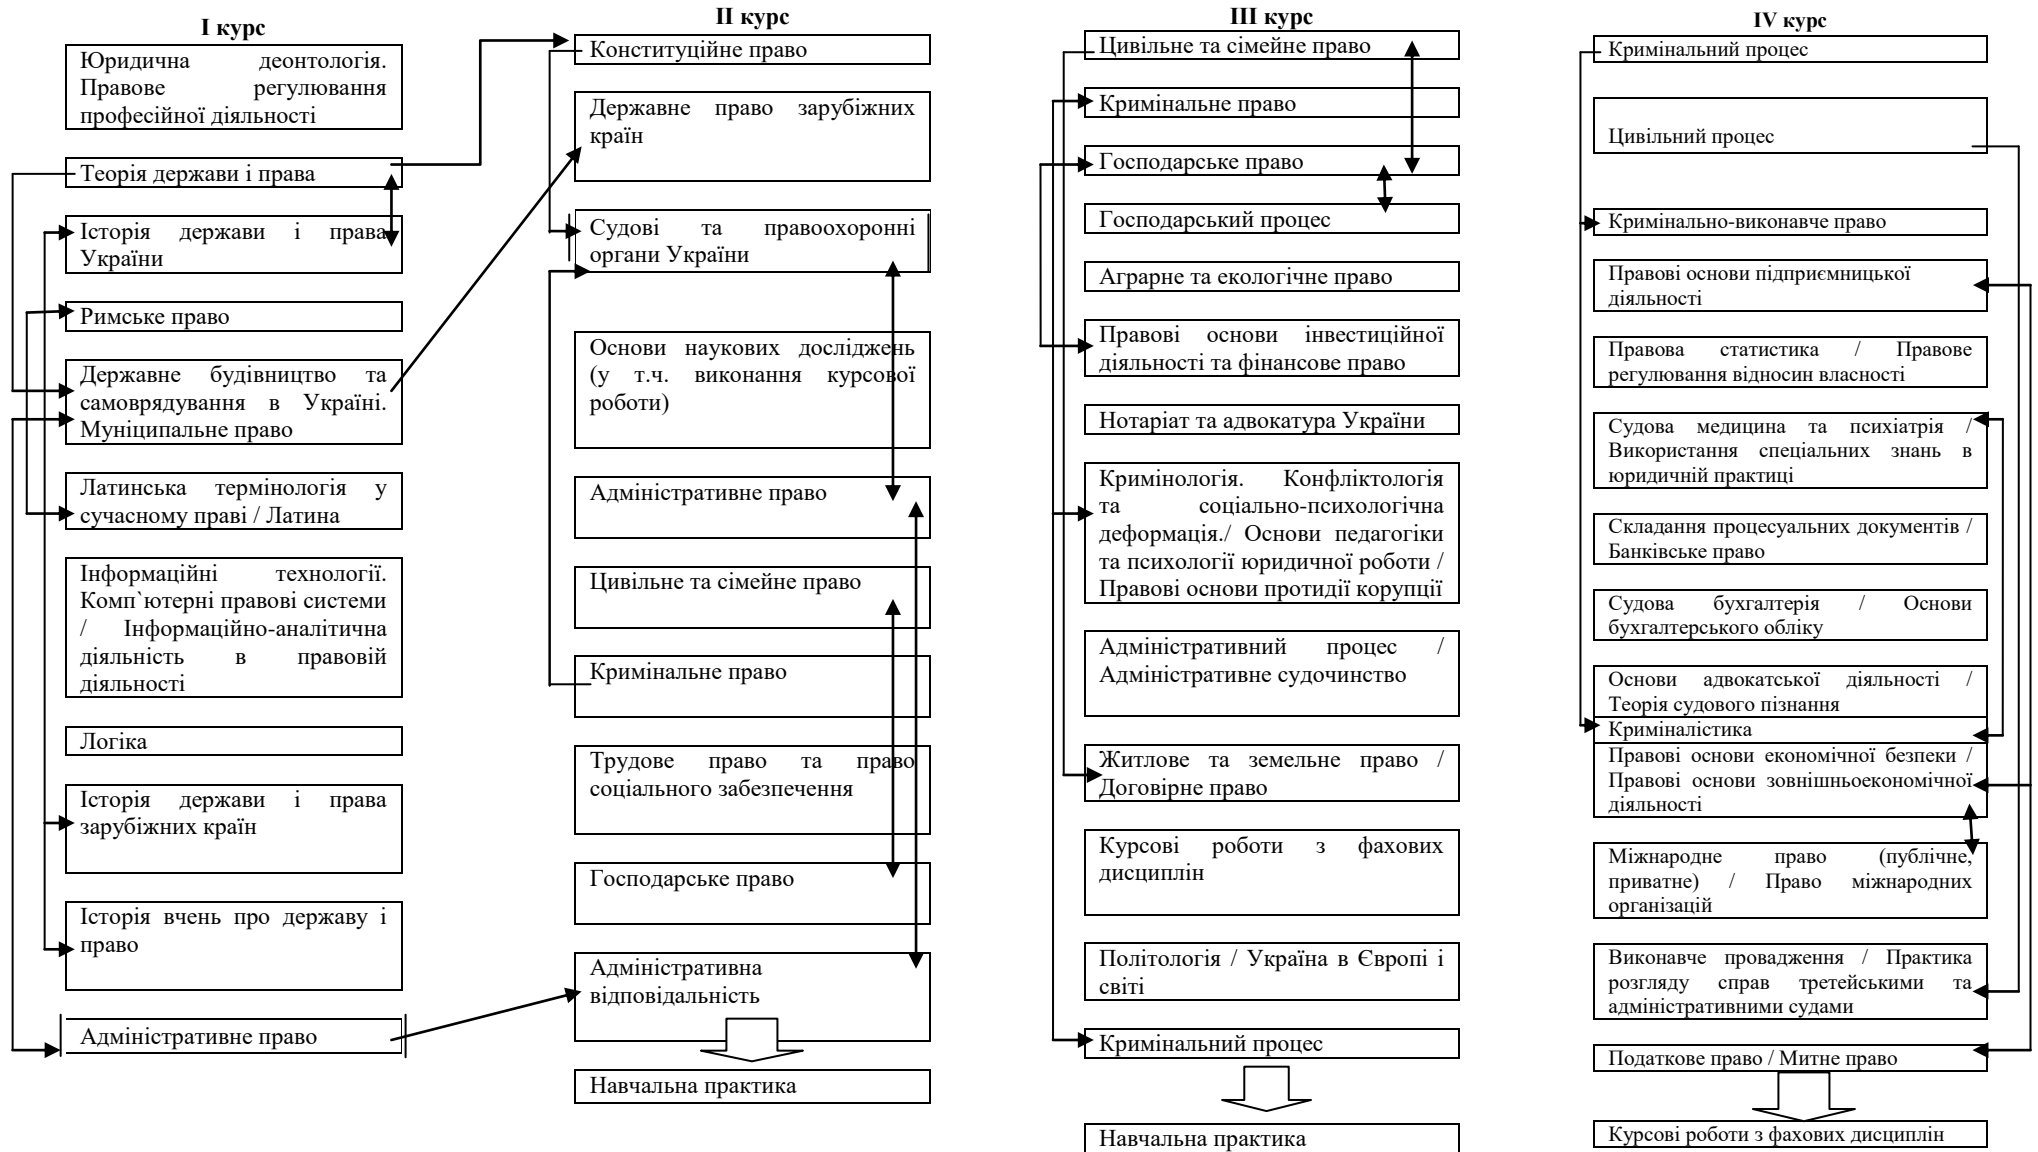 І курс
Юридична деонтологія.
Правове регулювання
професійної діяльності
Теорія держави і права
Історія держави і права
України
Римське право
Державне будівництво та
самоврядування в Україні.
Муніципальне право
Латинська термінологія у
сучасному праві / Латина
Інформаційні технології.
Комп`ютерні правові системи
/ Інформаційно-аналітична
діяльність в правовій
діяльності
Логіка
Історія держави і права
зарубіжних країн
Історія вчень про державу і
право
Адміністративне право
ІІ курс
Конституційне право
Державне право зарубіжних
країн
Судові та правоохоронні
органи України
Основи наукових досліджень
(у т.ч. виконання курсової
роботи)
Адміністративне право
Цивільне та сімейне право
Кримінальне право
Трудове право та право
соціального забезпечення
Господарське право
Адміністративна
відповідальність
Навчальна практика
ІІІ курс
Цивільне та сімейне право
Кримінальне право
Господарське право
Господарський процес
Аграрне та екологічне право
Правові основи інвестиційної
діяльності та фінансове право
Нотаріат та адвокатура України
Кримінологія. Конфліктологія
та соціально-психологічна
деформація./ Основи педагогіки
та психології юридичної роботи /
Правові основи протидії корупції
Адміністративний процес /
Адміністративне судочинство
Житлове та земельне право /
Договірне право
Курсові роботи з фахових
дисциплін
Політологія / Україна в Європі і
світі
Кримінальний процес
Навчальна практика
IV курс
Кримінальний процес
Цивільний процес
Кримінально-виконавче право
Правові основи підприємницької
діяльності
Правова статистика / Правове
регулювання відносин власності
Судова медицина та психіатрія /
Використання спеціальних знань в
юридичній практиці
Складання процесуальних документів /
Банківське право
Судова бухгалтерія / Основи
бухгалтерського обліку
Основи адвокатської діяльності /
Теорія судового пізнання
Криміналістика
Правові основи економічної безпеки /
Правові основи зовнішньоекономічної
діяльності
Міжнародне право (публічне,
приватне) / Право міжнародних
організацій
Виконавче провадження / Практика
розгляду справ третейськими та
адміністративними судами
Податкове право / Митне право
Курсові роботи з фахових дисциплін